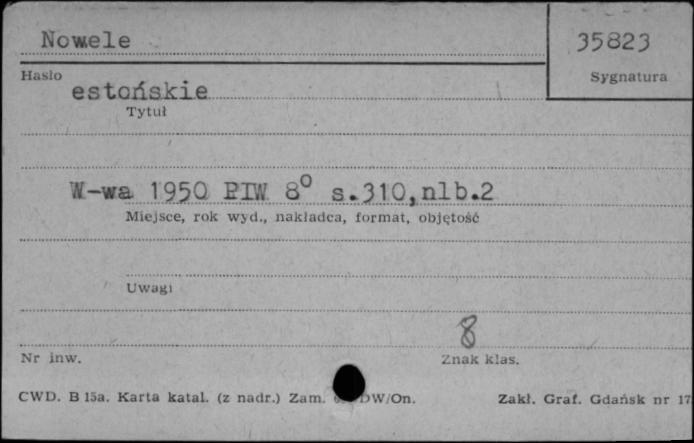 Nowele
35823
Hasło
Sygnatura
estońskie
Tytuł
W-wa 1950 PIW 8° s.310,nlb.2
Miejsce, rok wyd., nakładca, format, objętość
Uwagi
8
Nr inw.
Znak klas.
CWD. B 15a. Karta katal. (z nadr.) Zam. DW/On.
Zakł. Graf. Gdańsk nr 17